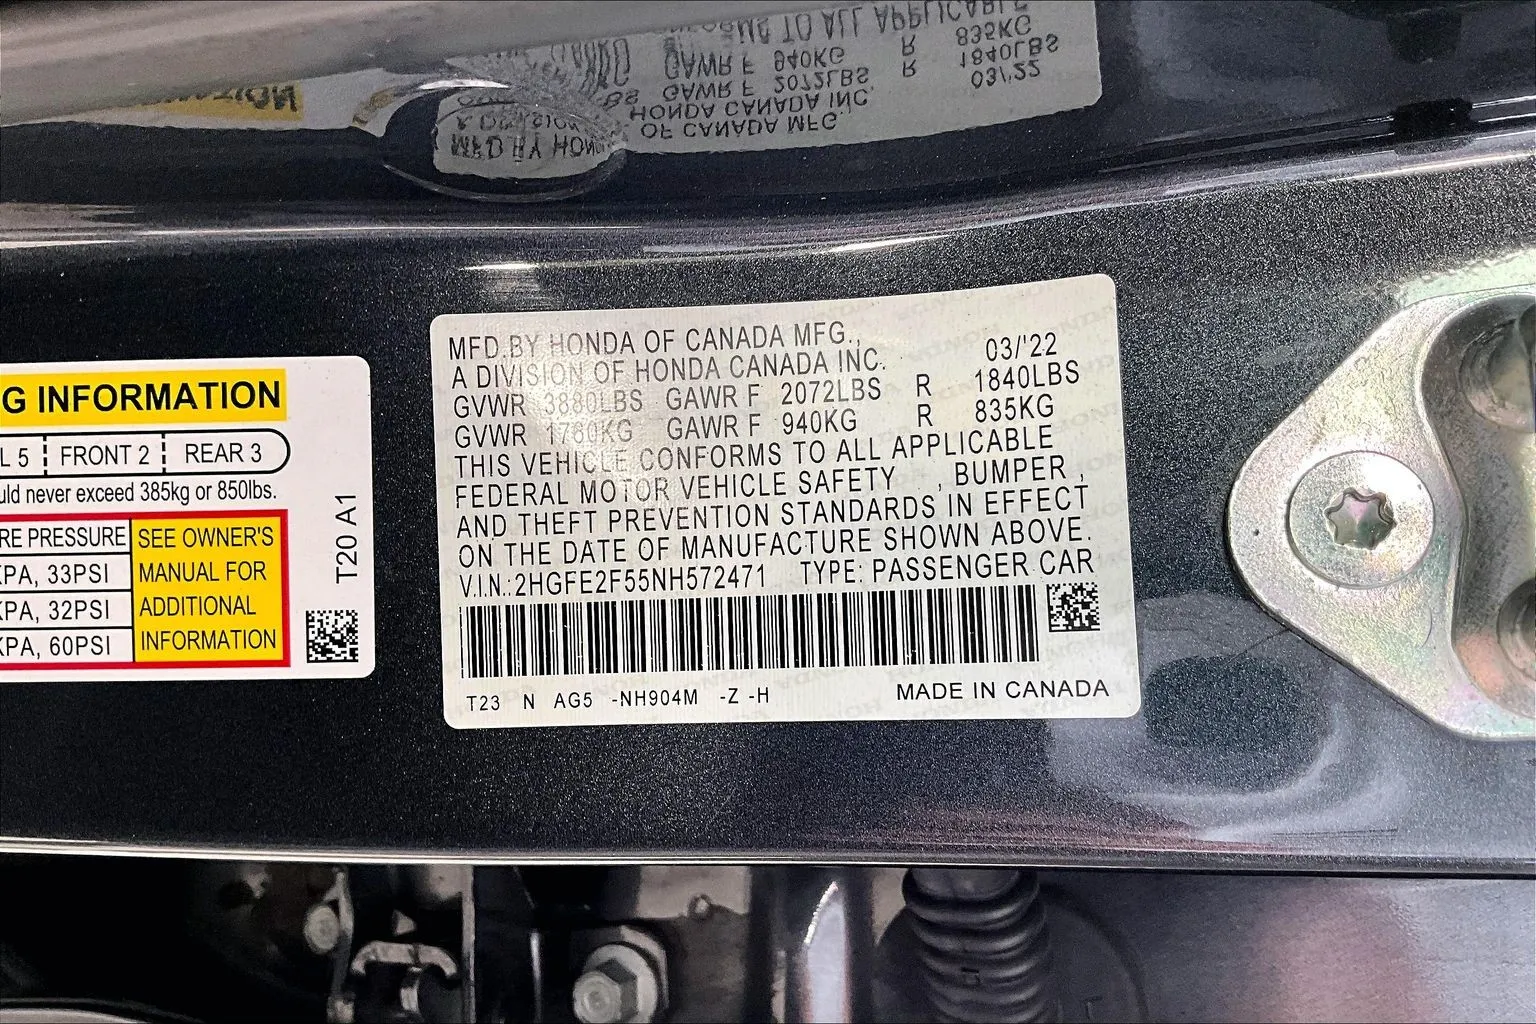 G INFORMATION
L 5 FRONT 2 REAR 3
uld never exceed 385kg or 850lbs.
RE PRESSURE SEE OWNER'S
KPA, 33PSI MANUAL FOR
KPA, 32PSI ADDITIONAL
KPA, 60PSI INFORMATION
T20 A1
MFD.BY HONDA OF CANADA MFG.,
A DIVISION OF HONDA CANADA INC. 03/'22
GVWR 3880LBS GAWR F 2072LBS R 1840LBS
GVWR 1760KG GAWR F 940KG R 835KG
THIS VEHICLE CONFORMS TO ALL APPLICABLE
FEDERAL MOTOR VEHICLE SAFETY , BUMPER ,
AND THEFT PREVENTION STANDARDS IN EFFECT
ON THE DATE OF MANUFACTURE SHOWN ABOVE.
V.I.N.:2HGFE2F55NH572471 TYPE: PASSENGER CAR
T23 N AG5 -NH904M -Z -H MADE IN CANADA